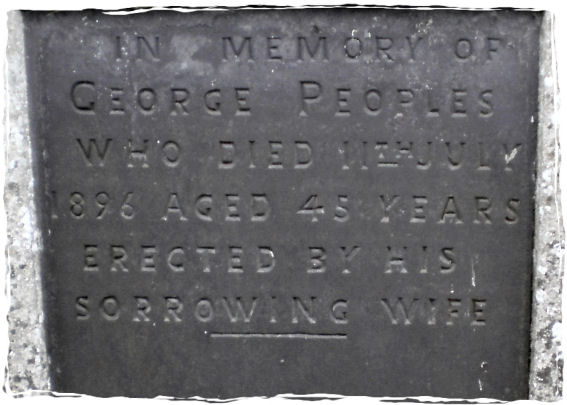 IN MEMORY OF
GEORGE PEOPLES
WHO DIED 11TH JULY
1896 AGED 45 YEARS
ERECTED BY HIS
SORROWING WIFE